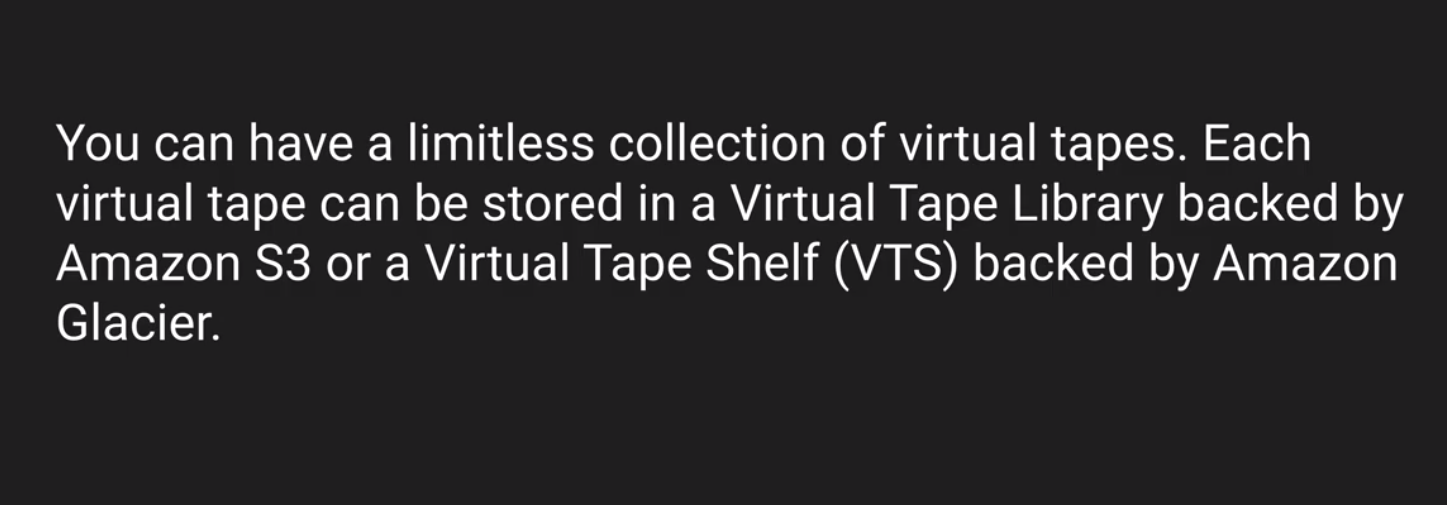 You can have a limitless collection of virtual tapes. Each
virtual tape can be stored in a Virtual Tape Library backed by
Amazon S3 or a Virtual Tape Shelf (VTS) backed by Amazon
Glacier.